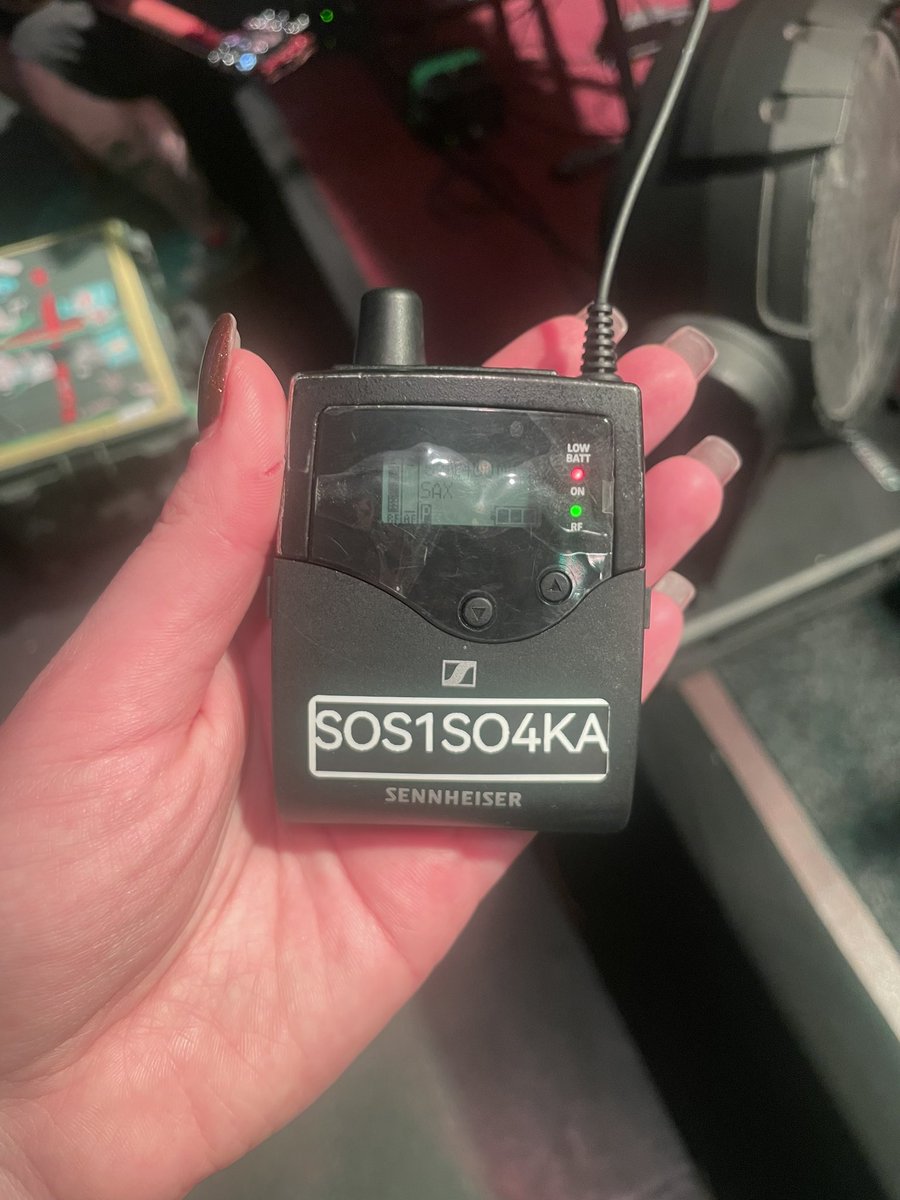 LOW
BATT
ON
RF
SAX
P
SOS1SO4KA
SENNHEISER